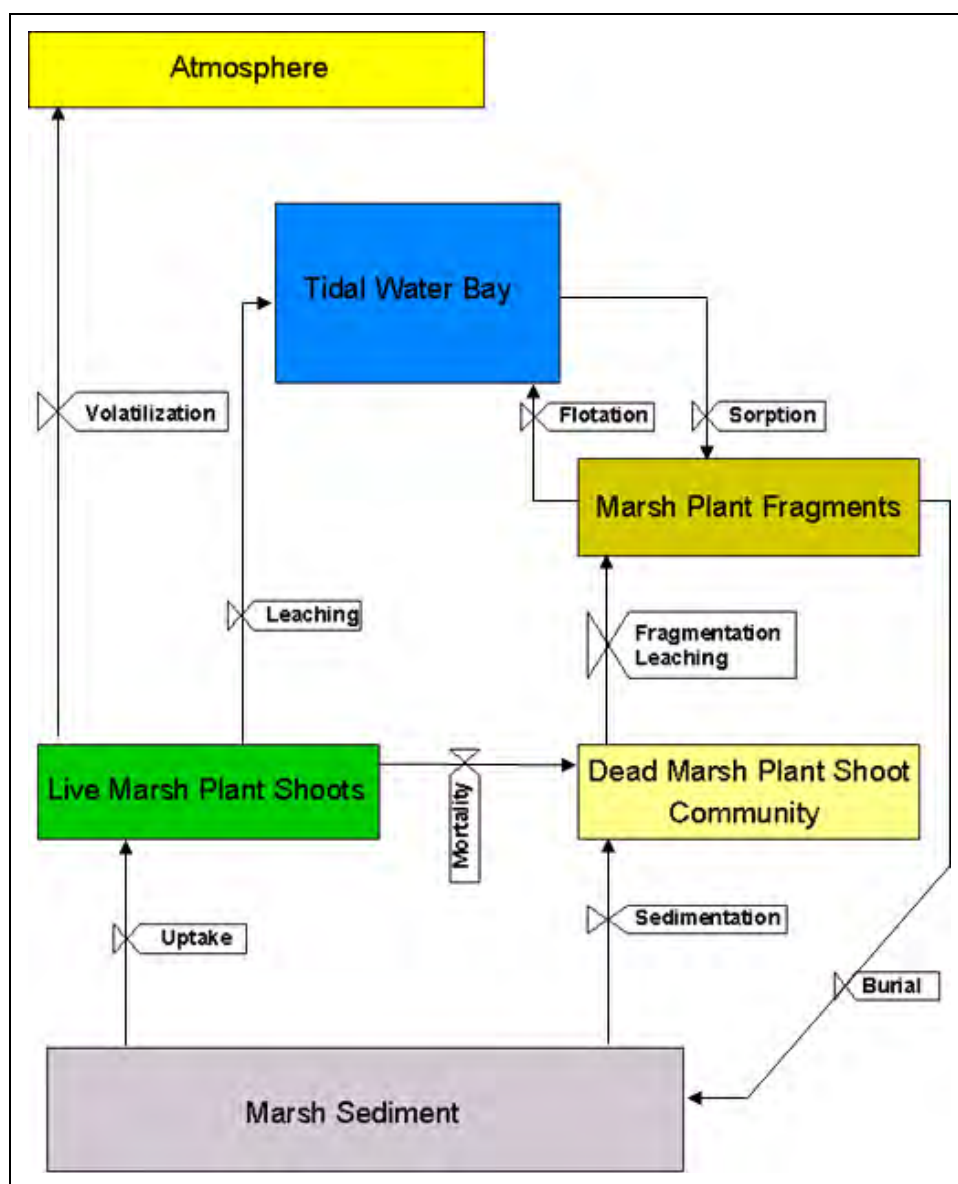 Atmosphere
Tidal Water Bay
Volatilization
Flotation
Sorption
Marsh Plant Fragments
Leaching
Fragmentation
Leaching
Live Marsh Plant Shoots
Mortality
Dead Marsh Plant Shoot
Community
Uptake
Sedimentation
Burial
Marsh Sediment